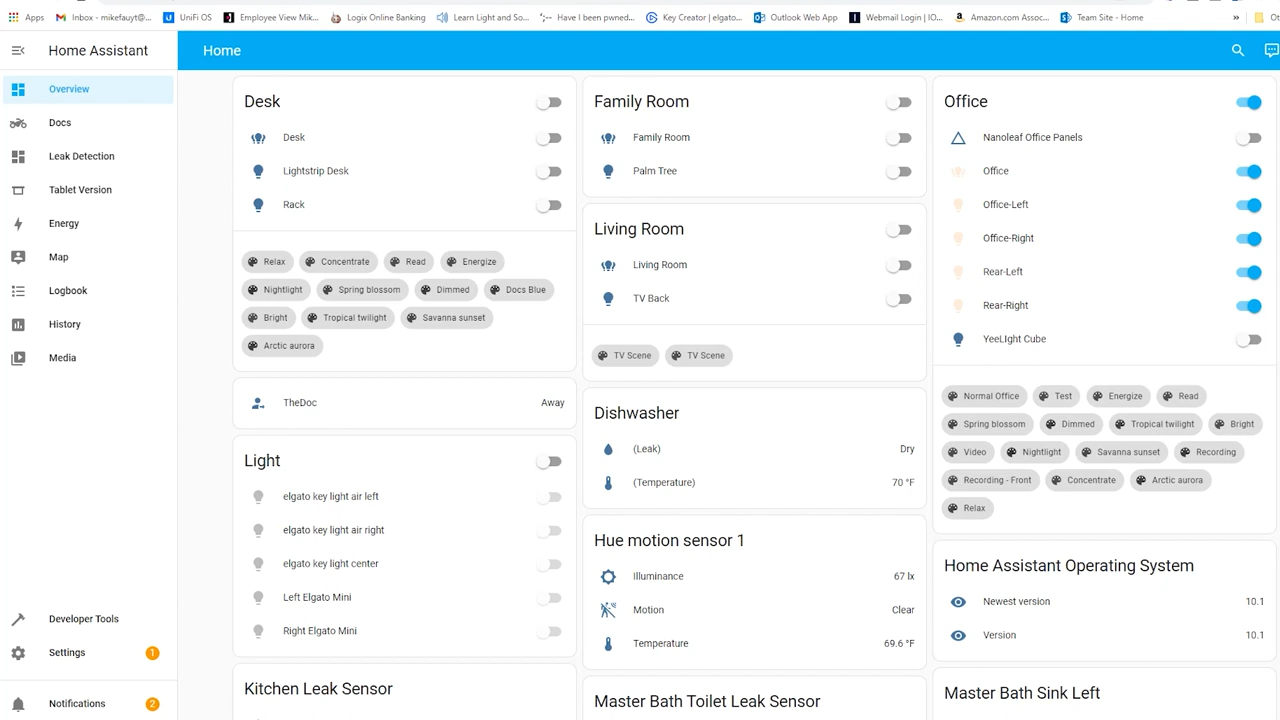 Apps
Inbox - mikefauyt@...
UniFi OS
Employee View Mik...
Logix Online Banking
Learn Light and So...
Have I been pwned...
Key Creator | elgato...
Outlook Web App
Webmail Login | IO...
Amazon.com Assoc...
Team Site - Home
»
Ot
Home Assistant
Home
Overview
Docs
Leak Detection
Tablet Version
Energy
Map
Logbook
History
Media
Developer Tools
Settings 1
Notifications 2
Desk
Desk
Lightstrip Desk
Rack
Relax Concentrate Read Energize
Nightlight Spring blossom Dimmed Docs Blue
Bright Tropical twilight Savanna sunset
Arctic aurora
TheDoc Away
Light
elgato key light air left
elgato key light air right
elgato key light center
Left Elgato Mini
Right Elgato Mini
Kitchen Leak Sensor
Family Room
Family Room
Palm Tree
Living Room
Living Room
TV Back
TV Scene TV Scene
Dishwasher
(Leak) Dry
(Temperature) 70 °F
Hue motion sensor 1
Illuminance 67 lx
Motion Clear
Temperature 69.6 °F
Master Bath Toilet Leak Sensor
Office
Nanoleaf Office Panels
Office
Office-Left
Office-Right
Rear-Left
Rear-Right
YeeLIght Cube
Normal Office Test Energize Read
Spring blossom Dimmed Tropical twilight Bright
Video Nightlight Savanna sunset Recording
Recording - Front Concentrate Arctic aurora
Relax
Home Assistant Operating System
Newest version 10.1
Version 10.1
Master Bath Sink Left